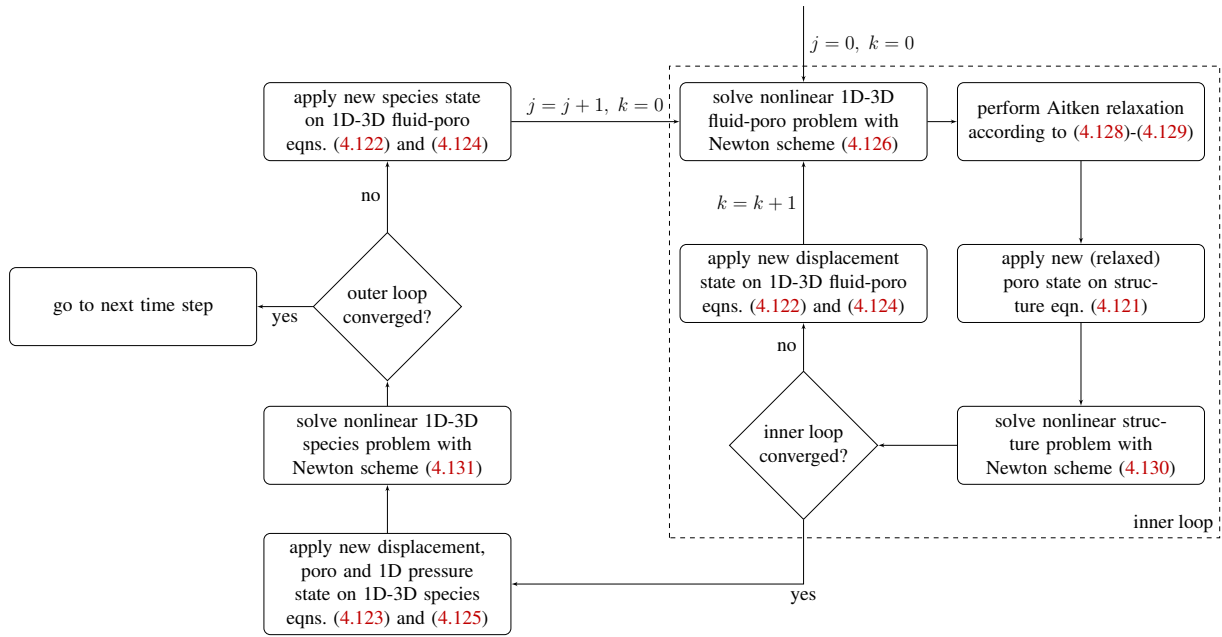 j = 0, k = 0
apply new species state
on 1D-3D fluid-poro
eqns. (4.122) and (4.124)
j = j + 1, k = 0
solve nonlinear 1D-3D
fluid-poro problem with
Newton scheme (4.126)
perform Aitken relaxation
according to (4.128)-(4.129)
no
k = k + 1
go to next time step
yes
outer loop
converged?
apply new displacement
state on 1D-3D fluid-poro
eqns. (4.122) and (4.124)
apply new (relaxed)
poro state on struc-
ture eqn. (4.121)
no
solve nonlinear 1D-3D
species problem with
Newton scheme (4.131)
inner loop
converged?
solve nonlinear struc-
ture problem with
Newton scheme (4.130)
inner loop
apply new displacement,
poro and 1D pressure
state on 1D-3D species
eqns. (4.123) and (4.125)
yes